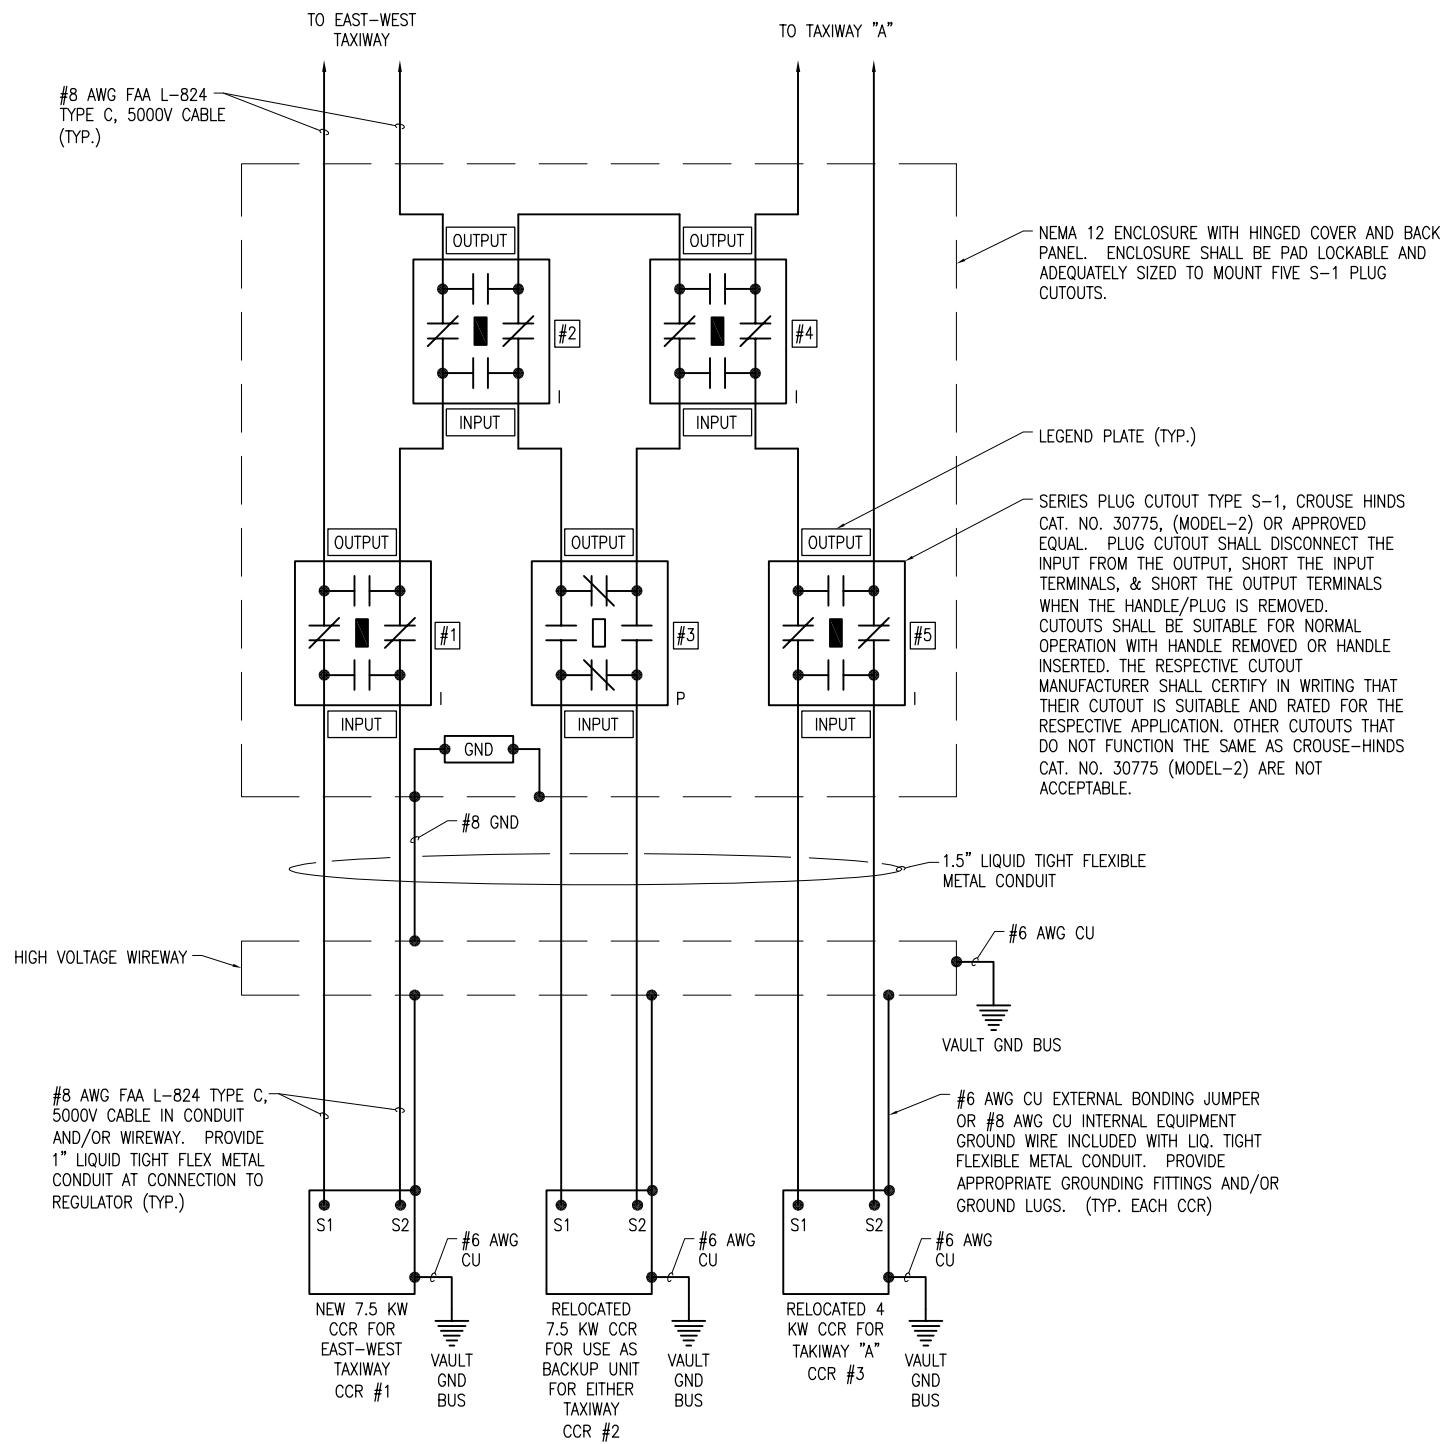 TO EAST-WEST
TAXIWAY
TO TAXIWAY "A"
#8 AWG FAA L-824
TYPE C, 5000V CABLE
(TYP.)
NEMA 12 ENCLOSURE WITH HINGED COVER AND BACK
PANEL. ENCLOSURE SHALL BE PAD LOCKABLE AND
ADEQUATELY SIZED TO MOUNT FIVE S-1 PLUG
CUTOUTS.
OUTPUT
OUTPUT
#2
#4
I
I
INPUT
INPUT
LEGEND PLATE (TYP.)
SERIES PLUG CUTOUT TYPE S-1, CROUSE HINDS
CAT. NO. 30775, (MODEL-2) OR APPROVED
EQUAL. PLUG CUTOUT SHALL DISCONNECT THE
INPUT FROM THE OUTPUT, SHORT THE INPUT
TERMINALS, & SHORT THE OUTPUT TERMINALS
WHEN THE HANDLE/PLUG IS REMOVED.
CUTOUTS SHALL BE SUITABLE FOR NORMAL
OPERATION WITH HANDLE REMOVED OR HANDLE
INSERTED. THE RESPECTIVE CUTOUT
MANUFACTURER SHALL CERTIFY IN WRITING THAT
THEIR CUTOUT IS SUITABLE AND RATED FOR THE
RESPECTIVE APPLICATION. OTHER CUTOUTS THAT
DO NOT FUNCTION THE SAME AS CROUSE-HINDS
CAT. NO. 30775 (MODEL-2) ARE NOT
ACCEPTABLE.
OUTPUT
OUTPUT
OUTPUT
#1
#3
#5
I
P
I
INPUT
INPUT
INPUT
GND
#8 GND
1.5" LIQUID TIGHT FLEXIBLE
METAL CONDUIT
HIGH VOLTAGE WIREWAY
#6 AWG CU
VAULT GND BUS
#8 AWG FAA L-824 TYPE C,
5000V CABLE IN CONDUIT
AND/OR WIREWAY. PROVIDE
1" LIQUID TIGHT FLEX METAL
CONDUIT AT CONNECTION TO
REGULATOR (TYP.)
#6 AWG CU EXTERNAL BONDING JUMPER
OR #8 AWG CU INTERNAL EQUIPMENT
GROUND WIRE INCLUDED WITH LIQ. TIGHT
FLEXIBLE METAL CONDUIT. PROVIDE
APPROPRIATE GROUNDING FITTINGS AND/OR
GROUND LUGS. (TYP. EACH CCR)
S1
S2
S1
S2
S1
S2
#6 AWG
CU
#6 AWG
CU
#6 AWG
CU
NEW 7.5 KW
CCR FOR
EAST-WEST
TAXIWAY
CCR #1
VAULT
GND
BUS
RELOCATED
7.5 KW CCR
FOR USE AS
BACKUP UNIT
FOR EITHER
TAXIWAY
CCR #2
VAULT
GND
BUS
RELOCATED 4
KW CCR FOR
TAKIWAY "A"
CCR #3
VAULT
GND
BUS